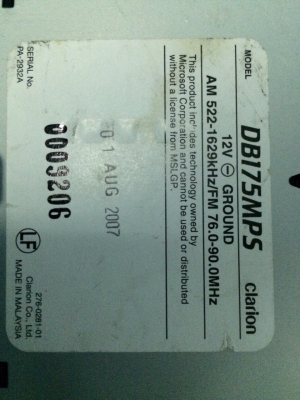 MODEL DB175MPS clarion
12V ⊖ GROUND
AM 522-1629kHz/FM 76.0-90.0MHz
This product includes technology owned by
Microsoft Corporation and cannot be used or distributed
without a license from MSLGP.
01 AUG 2007
0008206
SERIAL No.
PA-2932A
LF
276-0281-01
Clarion Co., Ltd.
MADE IN MALAYSIA